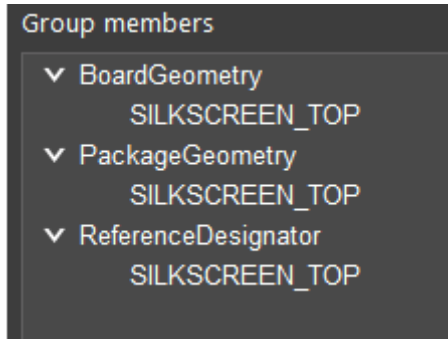 Group members
BoardGeometry
SILKSCREEN_TOP
PackageGeometry
SILKSCREEN_TOP
ReferenceDesignator
SILKSCREEN_TOP